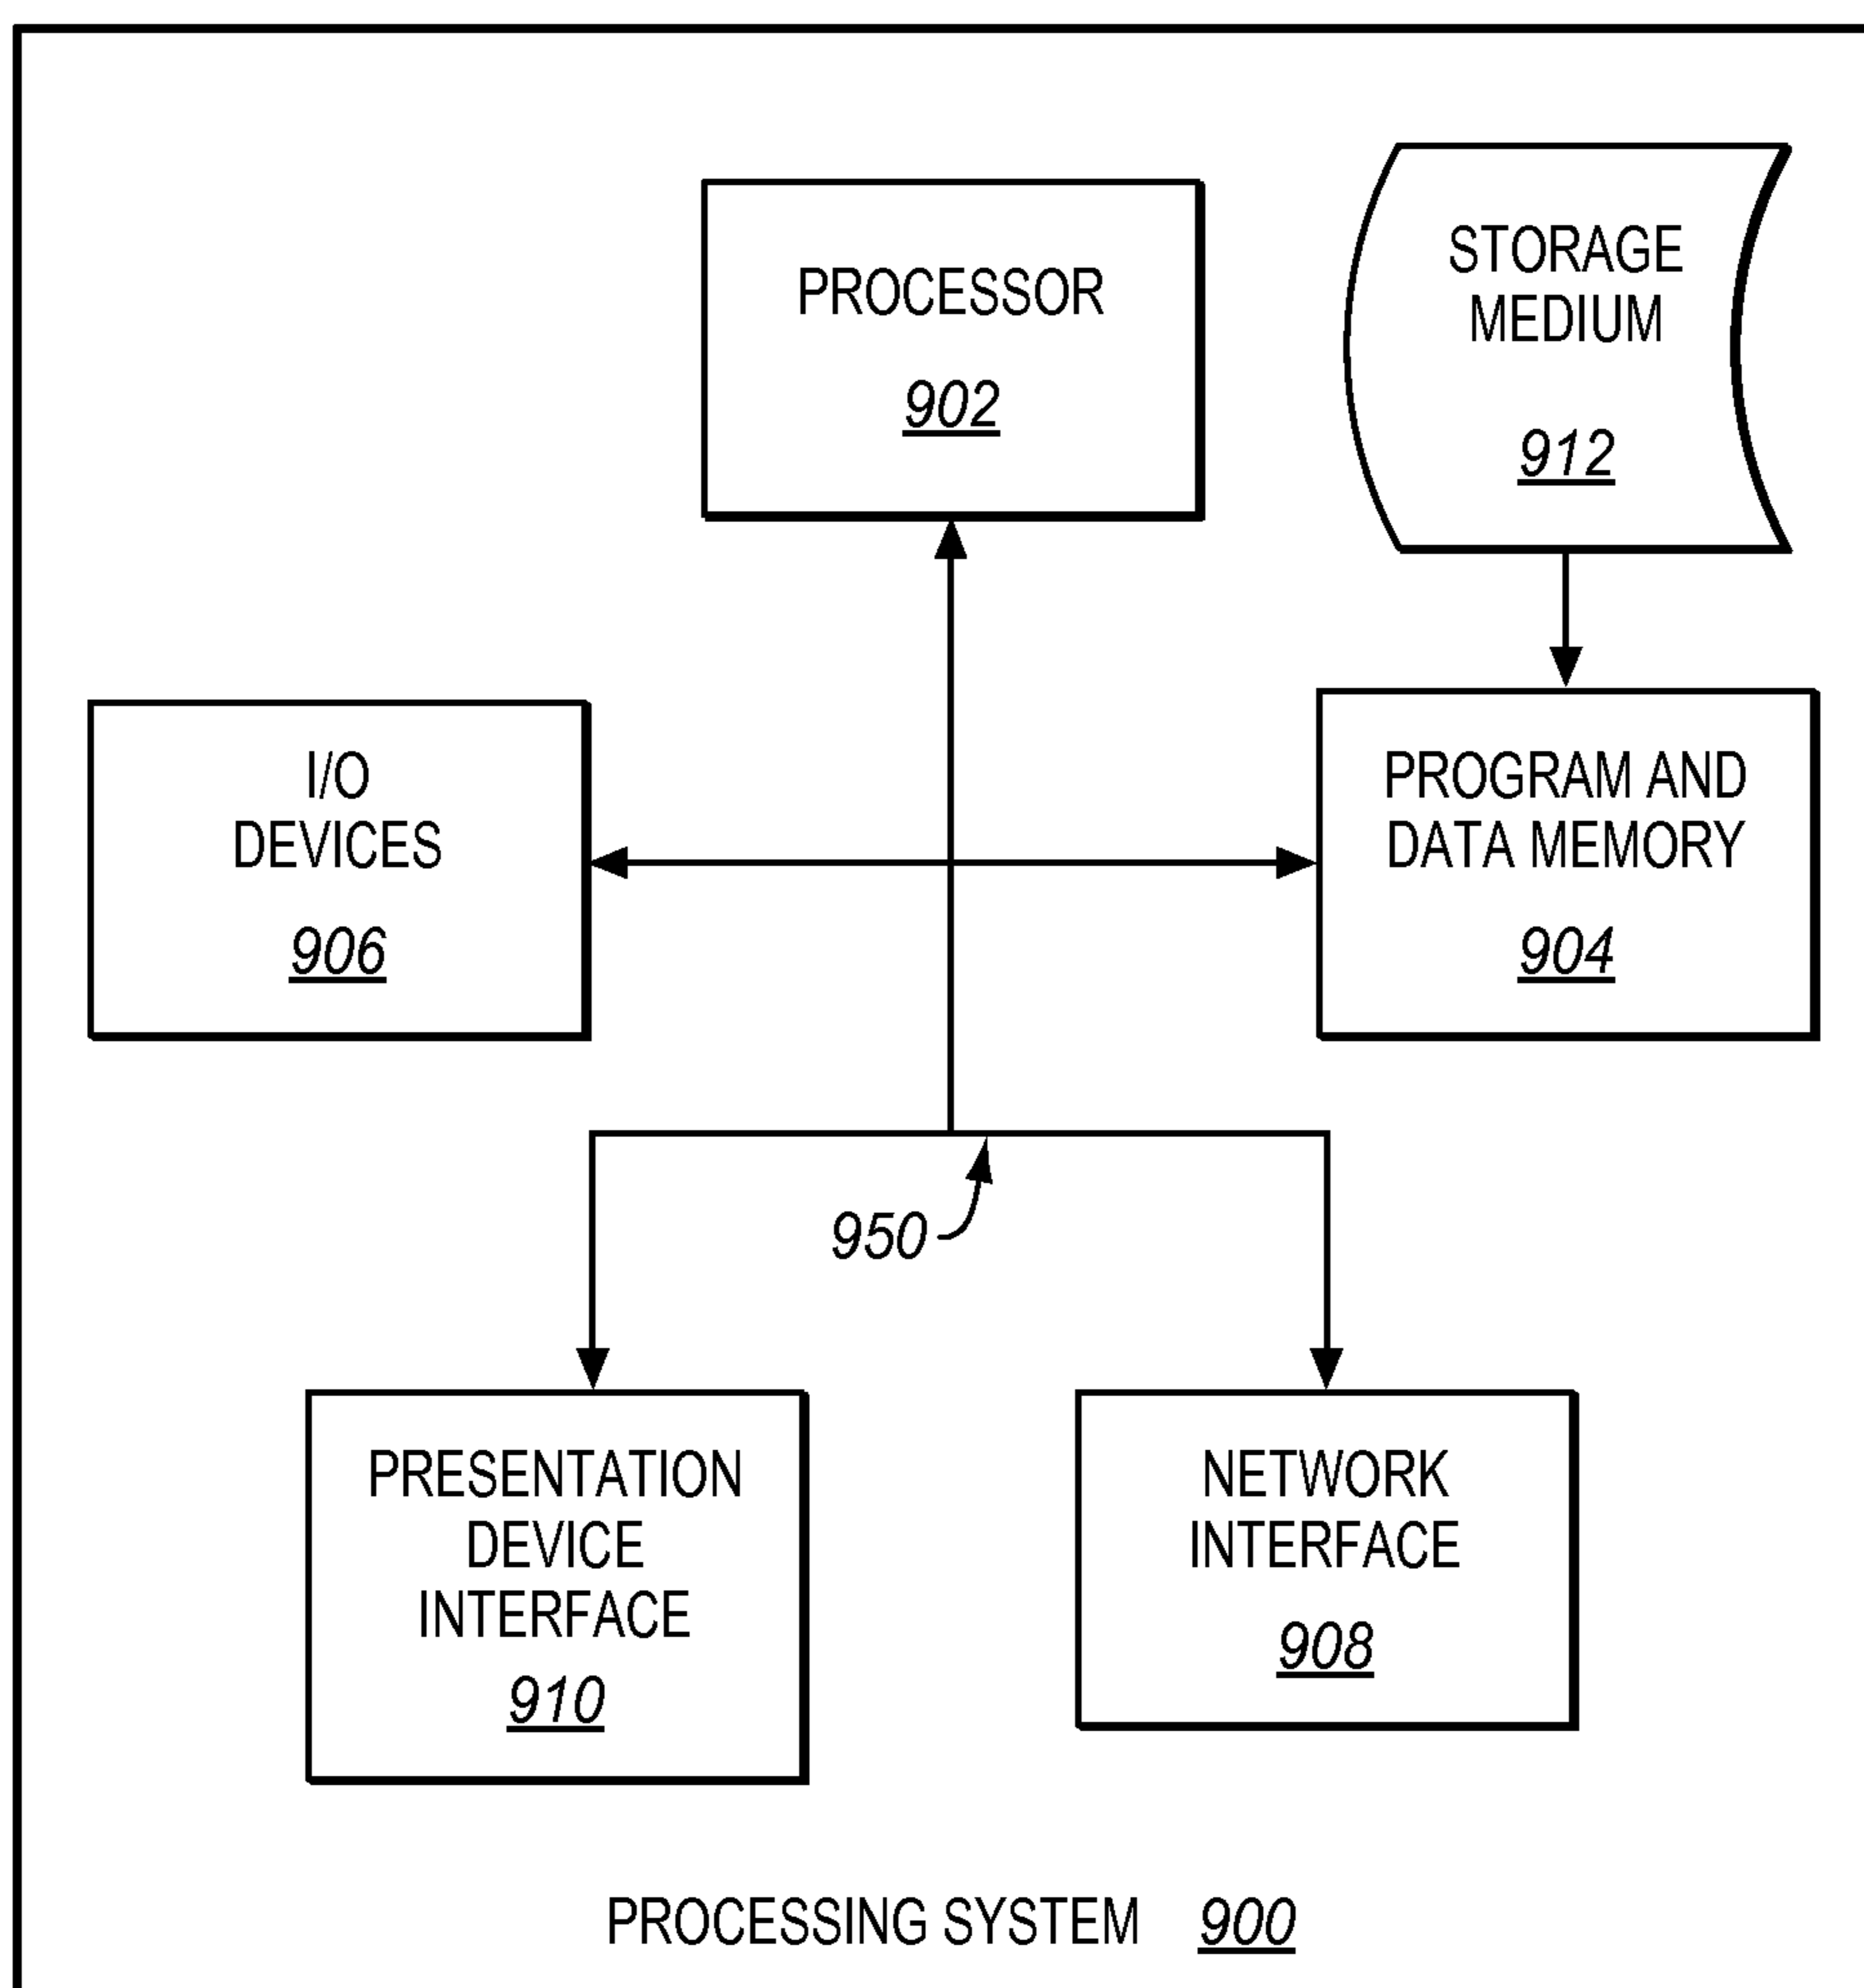 PROCESSOR
902
STORAGE
MEDIUM
912
I/O
DEVICES
906
PROGRAM AND
DATA MEMORY
904
950
PRESENTATION
DEVICE
INTERFACE
910
NETWORK
INTERFACE
908
PROCESSING SYSTEM 900